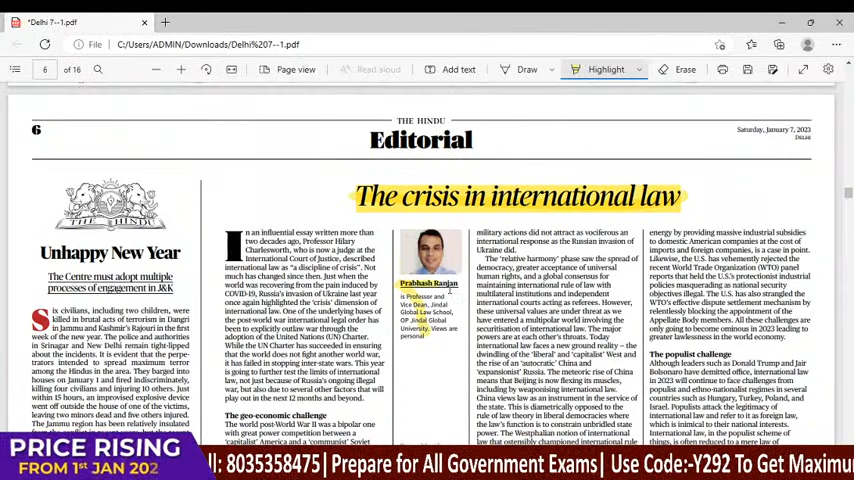 *Delhi 7--1.pdf
File
C:/Users/ADMIN/Downloads/Delhi%207--1.pdf
6
of 16
Page view
Read aloud
Add text
Draw
Highlight
Erase
6
THE HINDU
Editorial
Saturday, January 7, 2023
DELHI
THE HINDU
Unhappy New Year
The Centre must adopt multiple
processes of engagement in J&K
Six civilians, including two children, were
killed in brutal acts of terrorism in Dangri
in Jammu and Kashmir's Rajouri in the first
week of the new year. The police and authorities
in Srinagar and New Delhi remain tight-lipped
about the incidents. It is evident that the perpe-
trators intended to spread maximum terror
among the Hindus in the area. They barged into
houses on January 1 and fired indiscriminately,
killing four civilians and injuring 10 others. Just
within 15 hours, an improvised explosive device
went off outside the house of one of the victims,
leaving two minors dead and five others injured.
The Jammu region has been relatively insulated
The crisis in international law
In an influential essay written more than
two decades ago, Professor Hilary
Charlesworth, who is now a judge at the
International Court of Justice, described
international law as "a discipline of crisis". Not
much has changed since then. Just when the
world was recovering from the pain induced by
COVID-19, Russia's invasion of Ukraine last year
once again highlighted the 'crisis' dimension of
international law. One of the underlying features
of the post-war international legal order has
been to explicitly outlaw war through the
adoption of the United Nations (UN) Charter.
While the UN Charter has succeeded in ensuring
that the world does not fight another world war,
it has failed in stopping inter-state wars. This year
is going to further test the limits of international
law, not just because of Russia's ongoing illegal
war, but also due to several other factors that will
play out in the next 12 months and beyond.
The geo-economic challenge
The world post-World War II was a bipolar one
with great power competition between a
'capitalist' America and a 'communist' Soviet
Prabhash Ranjan
is Professor and
Vice Dean, Jindal
Global Law School,
OP Jindal Global
University. Views are
personal
military actions did not attract as vociferous an
international response as the Russian invasion of
Ukraine did.
The 'relative harmony' phase saw the spread of
democracy, greater acceptance of universal
human rights, and a global consensus for
maintaining international rule of law with
multilateral institutions and independent
international courts acting as referees. However,
these universal values are under threat as we
have entered a multipolar world involving the
securitisation of international law. The major
powers are at each other's throats. Today
international law faces a new ground reality – the
dwindling of the 'liberal' and 'capitalist' West and
the rise of an 'autocratic' China and
'expansionist' Russia. The meteoric rise of China
means that Beijing is now flexing its muscles,
including by weaponising international law.
China views law as an instrument in the service of
the state. This is diametrically opposed to the
rule of law theory in liberal democracies where
the law's function is to constrain unbridled state
power. The Westphalian notion of international
law that ostensibly championed international rule
energy by providing massive industrial subsidies
to domestic American companies at the cost of
imports and foreign companies, is a case in point.
Likewise, the U.S. has vehemently rejected the
recent World Trade Organization (WTO) panel
reports that held the U.S.'s protectionist industrial
policies masquerading as national security
objectives illegal. The U.S. has also strangled the
WTO's effective dispute settlement mechanism by
relentlessly blocking the appointment of the
Appellate Body members. All these challenges are
only going to become ominous in 2023 leading to
greater lawlessness in the world economy.
The populist challenge
Although leaders such as Donald Trump and Jair
Bolsonaro have demitted office, international law
in 2023 will continue to face challenges from
populist and ethno-nationalist regimes in several
countries such as Hungary, Turkey, Poland, and
Israel. Populists attack the legitimacy of
international law and refer to it as foreign law,
which is inimical to their national interests.
International law, in the populist scheme of
things, is often reduced to a mere law of
PRICE RISING
FROM 1st JAN 202
ll: 8035358475| Prepare for All Government Exams| Use Code:-Y292 To Get Maximu